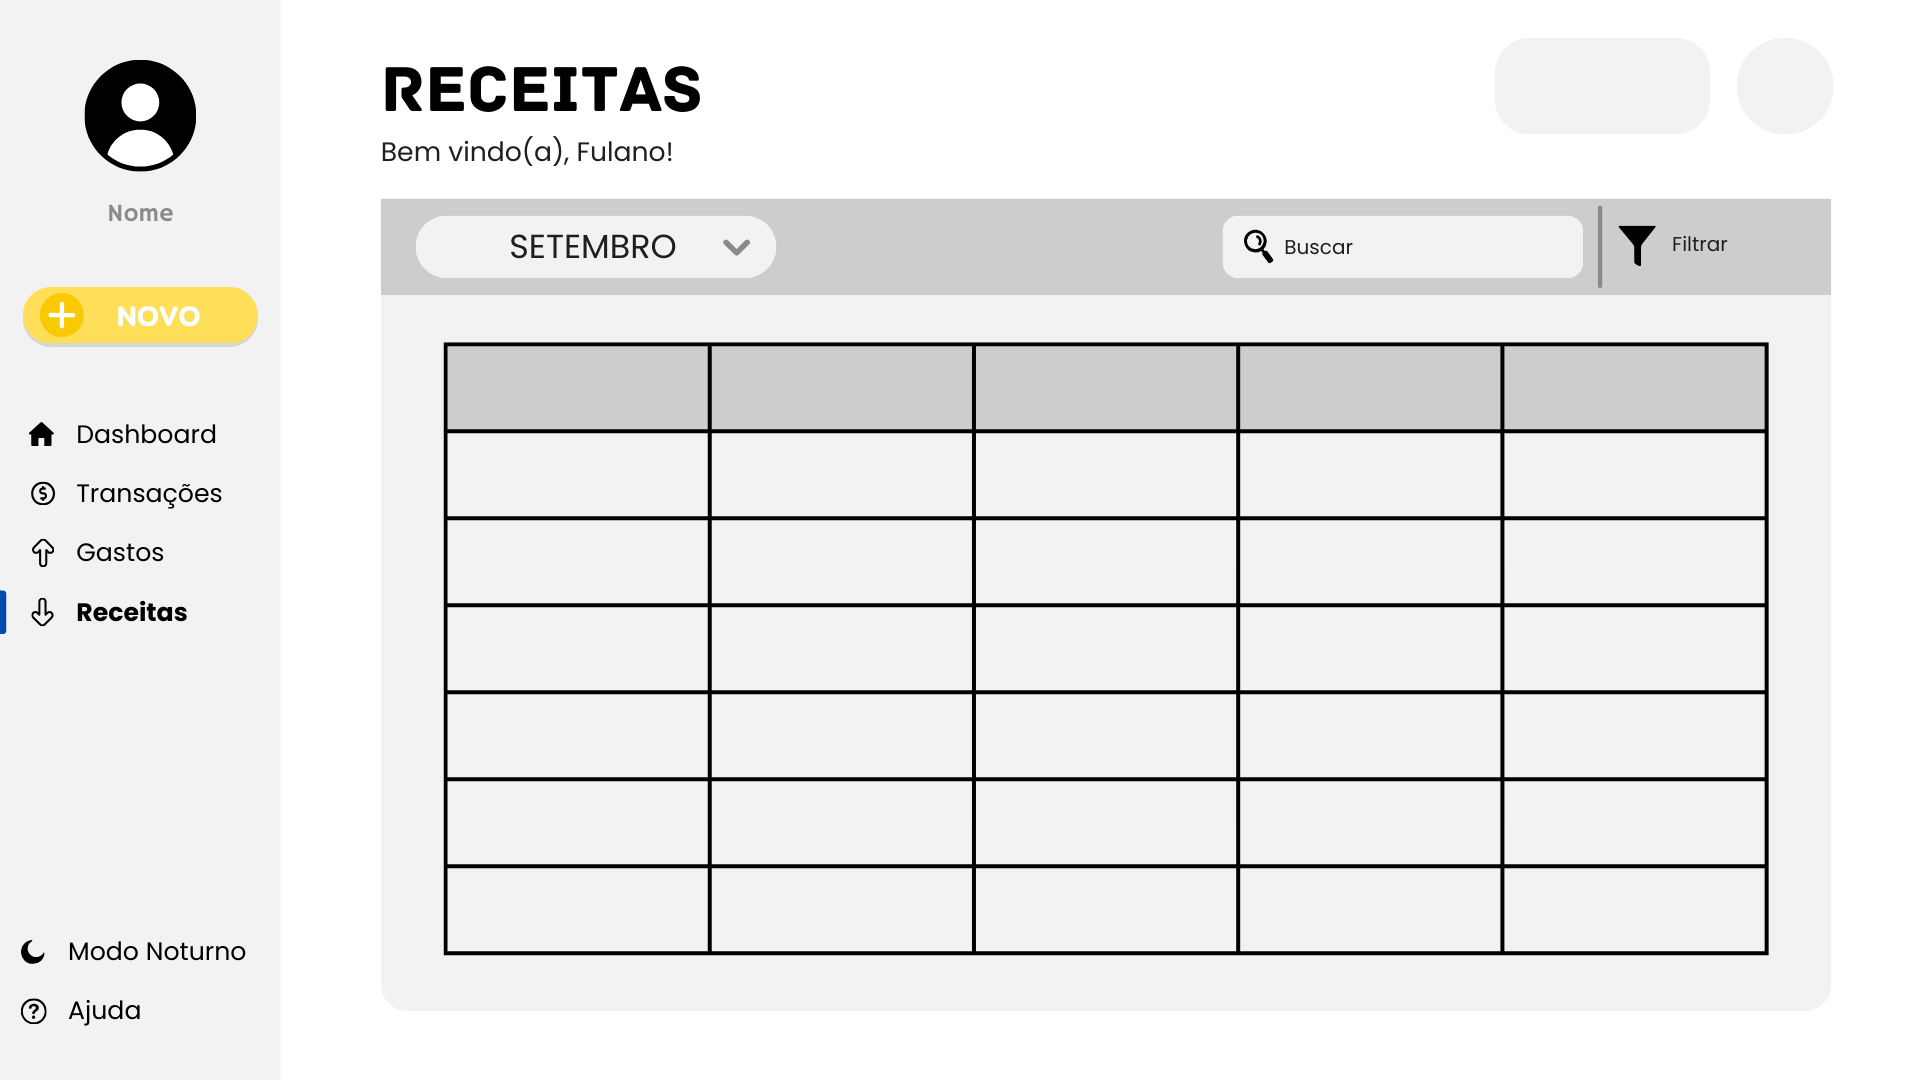 Nome
NOVO
Dashboard
Transações
Gastos
Receitas
Modo Noturno
Ajuda
RECEITAS
Bem vindo(a), Fulano!
SETEMBRO
Buscar
Filtrar